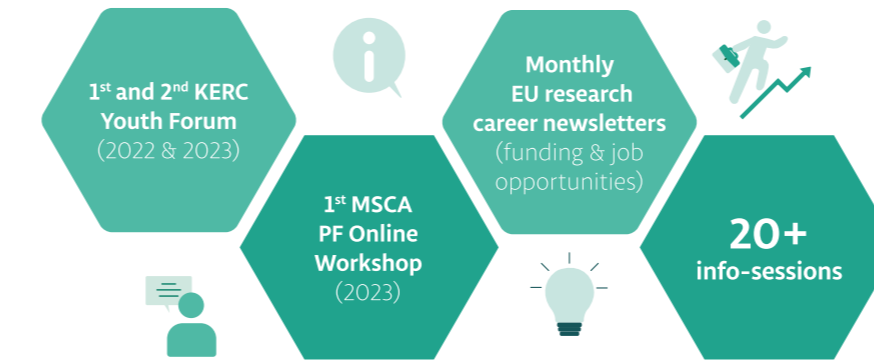 1st and 2nd KERC
Youth Forum
(2022 & 2023)
1st MSCA
PF Online
Workshop
(2023)
Monthly
EU research
career newsletters
(funding & job
opportunities)
20+
info-sessions